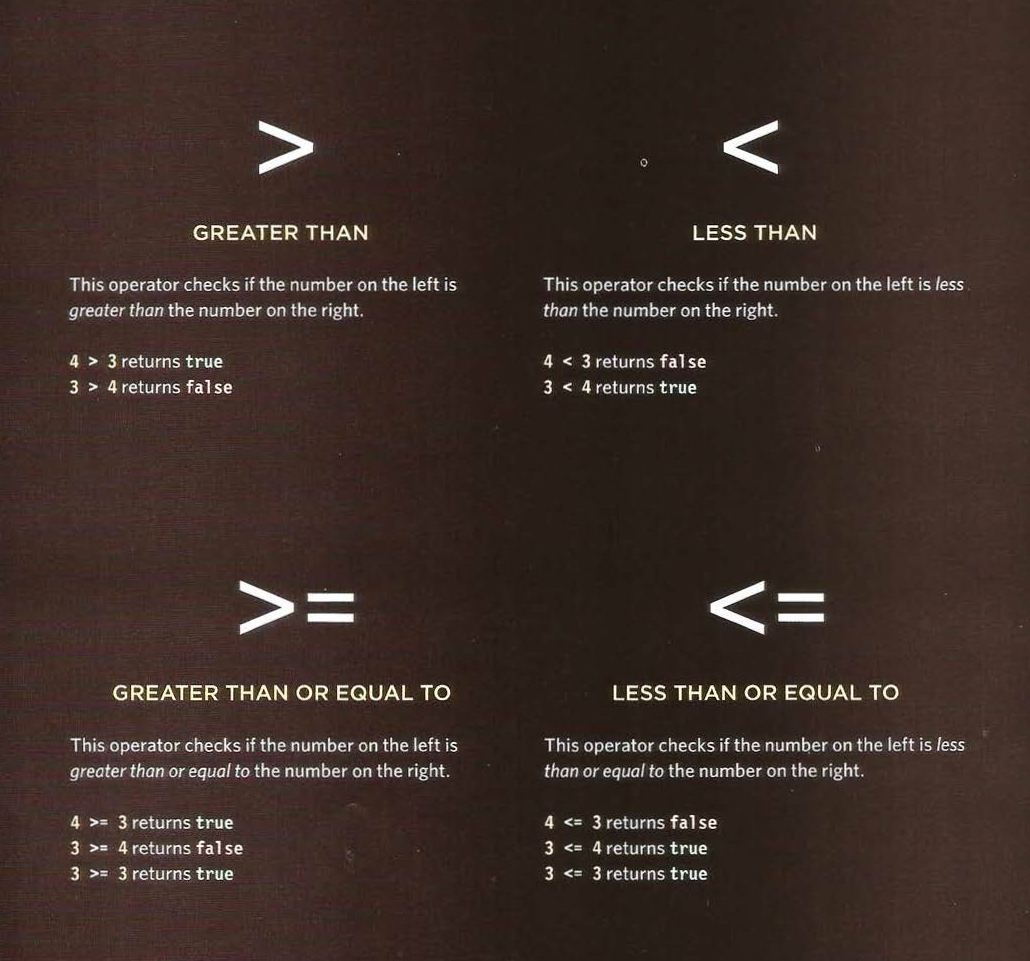 >
GREATER THAN
This operator checks if the number on the left is
greater than the number on the right.
4 > 3 returns true
3 > 4 returns false
<
LESS THAN
This operator checks if the number on the left is less
than the number on the right.
4 < 3 returns false
3 < 4 returns true
>=
GREATER THAN OR EQUAL TO
This operator checks if the number on the left is
greater than or equal to the number on the right.
4 >= 3 returns true
3 >= 4 returns false
3 >= 3 returns true
<=
LESS THAN OR EQUAL TO
This operator checks if the number on the left is less
than or equal to the number on the right.
4 <= 3 returns false
3 <= 4 returns true
3 <= 3 returns true